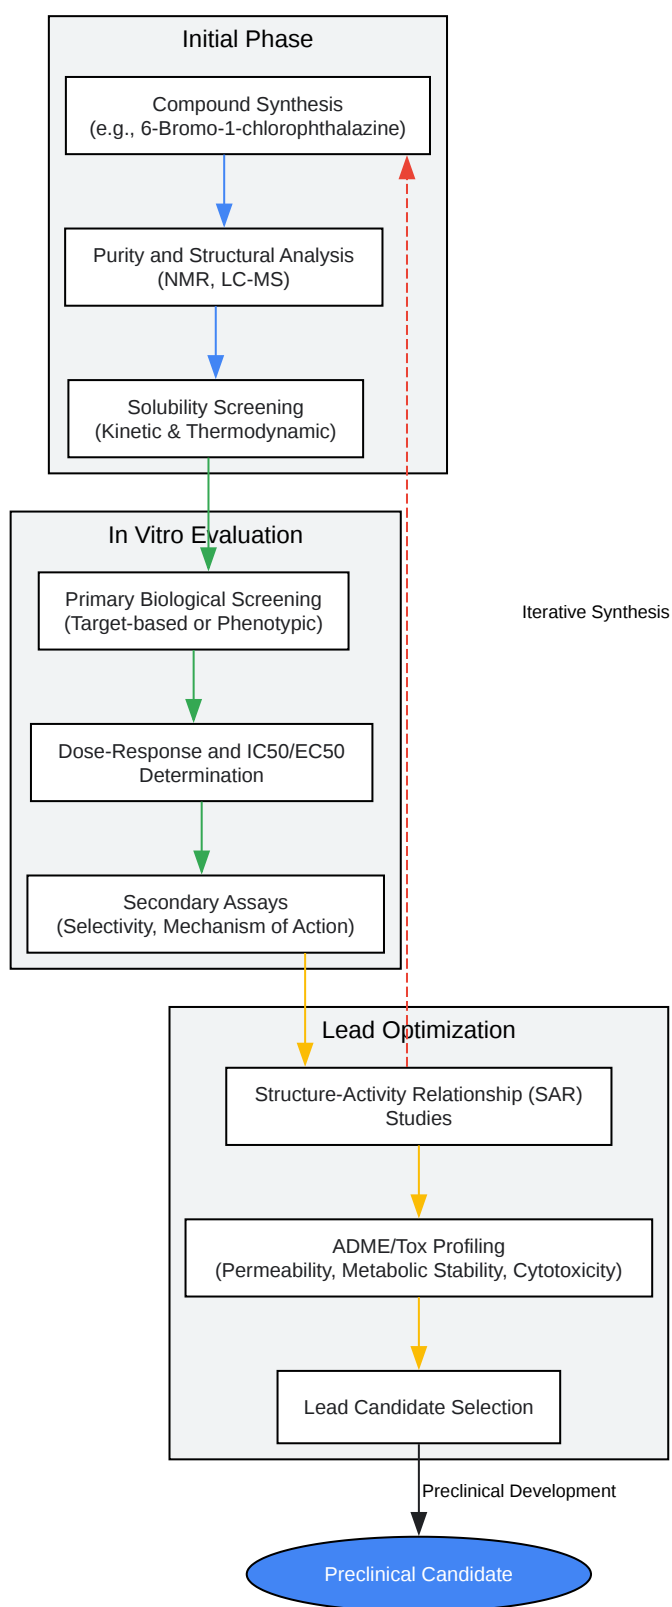 Initial Phase
Compound Synthesis
(e.g., 6-Bromo-1-chlorophthalazine)
Purity and Structural Analysis
(NMR, LC-MS)
Solubility Screening
(Kinetic & Thermodynamic)
In Vitro Evaluation
Primary Biological Screening
(Target-based or Phenotypic)
Iterative Synthesis
Dose-Response and IC50/EC50
Determination
Secondary Assays
(Selectivity, Mechanism of Action)
Lead Optimization
Structure-Activity Relationship (SAR)
Studies
ADME/Tox Profiling
(Permeability, Metabolic Stability, Cytotoxicity)
Lead Candidate Selection
Preclinical Development
Preclinical Candidate